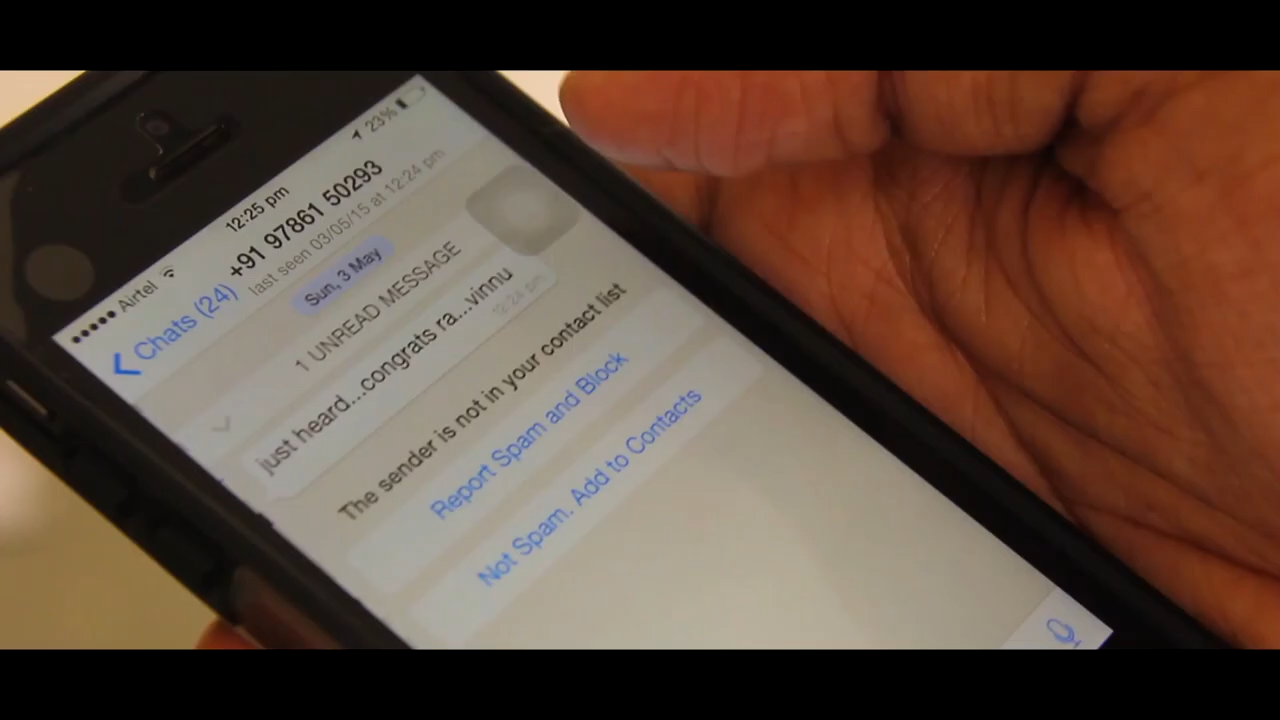 ●●●●● Airtel 12:25 pm 23%
Chats (24) +91 97861 50293
last seen 03/05/15 at 12:24 pm
Sun, 3 May
1 UNREAD MESSAGE
just heard....congrats ra....vinnu
12:24 pm
The sender is not in your contact list
Report Spam and Block
Not Spam. Add to Contacts